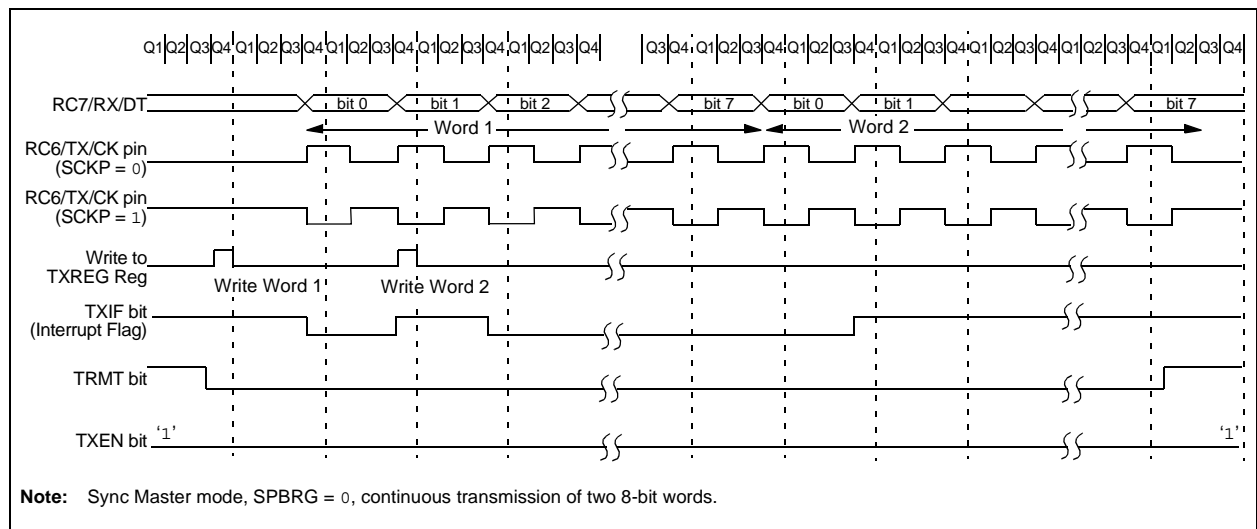 Q1 Q2 Q3 Q4 Q1 Q2 Q3 Q4 Q1 Q2 Q3 Q4 Q1 Q2 Q3 Q4 Q1 Q2 Q3 Q4 Q3 Q4 Q1 Q2 Q3 Q4 Q1 Q2 Q3 Q4 Q1 Q2 Q3 Q4 Q1 Q2 Q3 Q4 Q1 Q2 Q3 Q4 Q1 Q2 Q3 Q4
RC7/RX/DT bit 0 bit 1 bit 2 bit 7 bit 0 bit 1 bit 7
Word 1 Word 2
RC6/TX/CK pin
(SCKP = 0)
RC6/TX/CK pin
(SCKP = 1)
Write to
TXREG Reg
Write Word 1 Write Word 2
TXIF bit
(Interrupt Flag)
TRMT bit
TXEN bit ‘1’ ‘1’
Note: Sync Master mode, SPBRG = 0, continuous transmission of two 8-bit words.